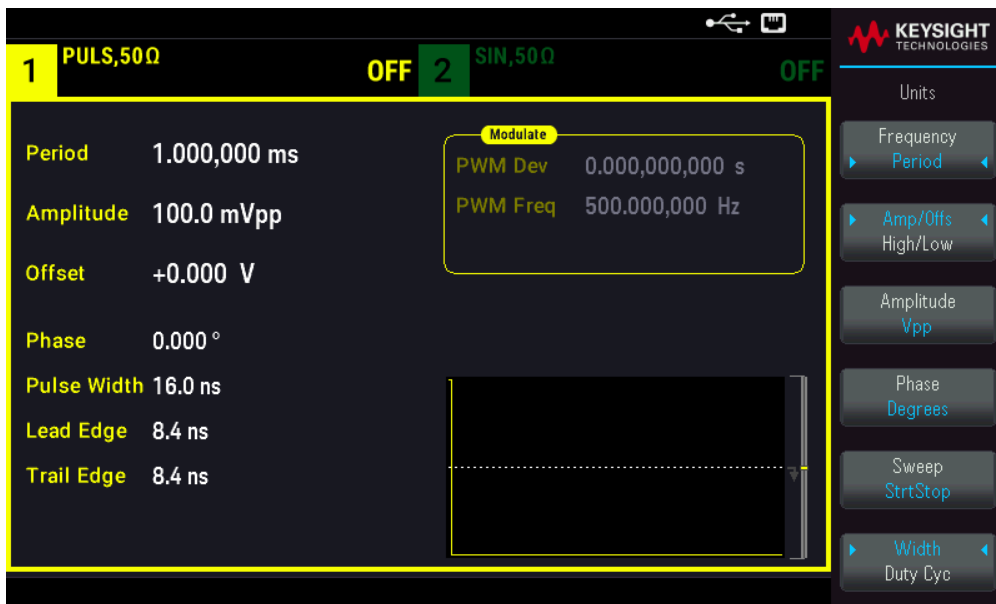 KEYSIGHT
TECHNOLOGIES
1 PULS,50Ω OFF 2 SIN,50Ω OFF
Units
Period 1.000,000 ms
Amplitude 100.0 mVpp
Offset +0.000 V
Phase 0.000 °
Pulse Width 16.0 ns
Lead Edge 8.4 ns
Trail Edge 8.4 ns
Modulate
PWM Dev 0.000,000,000 s
PWM Freq 500.000,000 Hz
Frequency
Period
Amp/Offs
High/Low
Amplitude
Vpp
Phase
Degrees
Sweep
StrtStop
Width
Duty Cyc